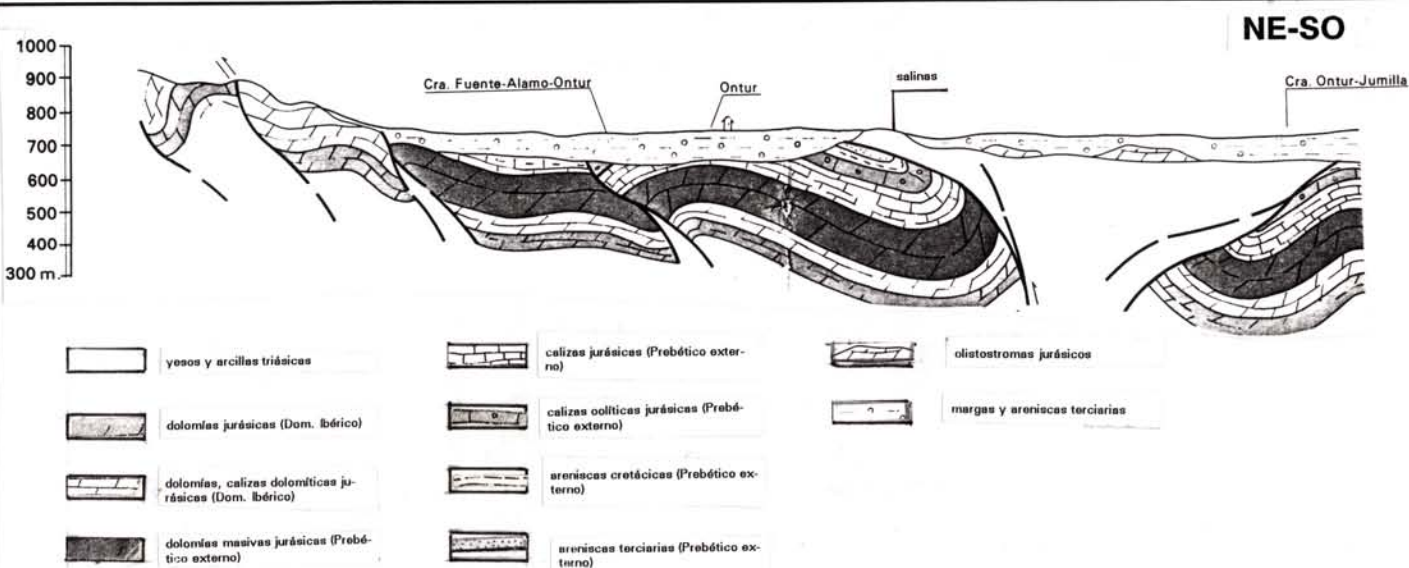 NE-SO
1000
900
800
700
600
500
400
300 m.
Cra. Fuente-Alamo-Ontur
Ontur
salinas
Cra. Ontur-Jumilla
yesos y arcillas triásicas
dolomías jurásicas (Dom. Ibérico)
dolomías, calizas dolomíticas ju-
rásicas (Dom. Ibérico)
dolomías masivas jurásicas (Prebé-
tico externo)
calizas jurásicas (Prebético exter-
no)
calizas oolíticas jurásicas (Prebé-
tico externo)
areniscas cretácicas (Prebético ex-
terno)
areniscas terciarias (Prebético ex-
terno)
olistostromas jurásicos
margas y areniscas terciarias